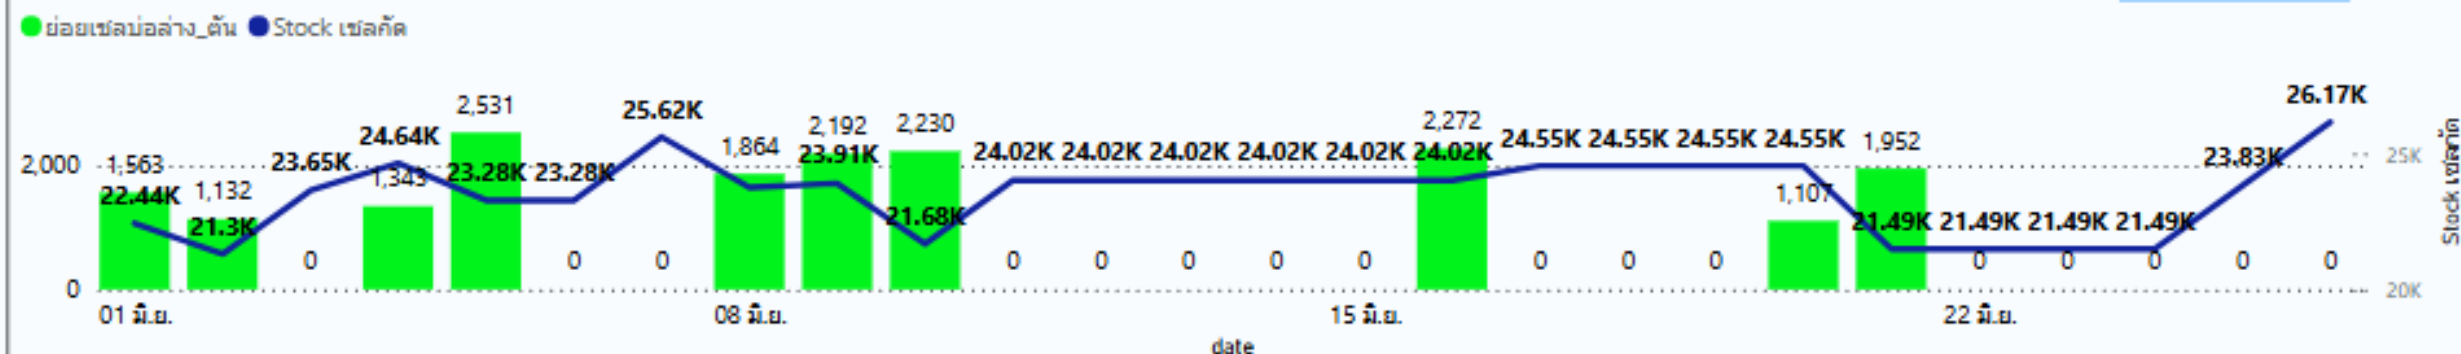 ย่อยเชลบ่อล่าง_ตัน Stock เชลคัด
2,531 25.62K 26.17K
24.64K 2,192 2,230 2,272
1,563 23.65K 1,864 23.91K 24.02K 24.02K 24.02K 24.02K 24.02K 24.02K 24.55K 24.55K 24.55K 24.55K 1,952 23.83K
2,000 25K
22.44K 1,132 1,343 23.28K 23.28K 1,107
21.3K 21.68K 21.49K 21.49K 21.49K 21.49K
0 0 0 0 0 0 0 0 0 0 0 0 0 0 0 0
0 20K
01 มิ.ย. 08 มิ.ย. 15 มิ.ย. 22 มิ.ย.
date
Stock เชลคัด